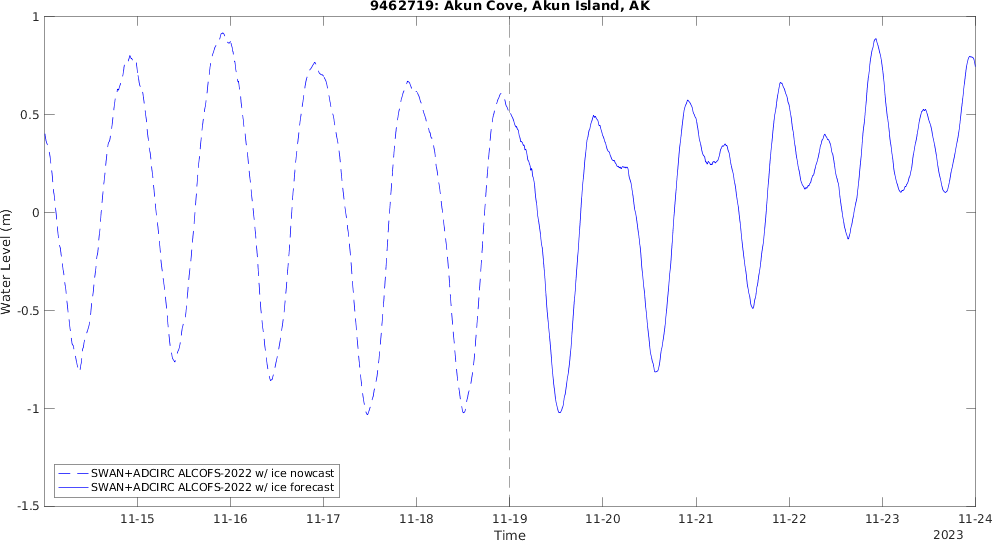 9462719: Akun Cove, Akun Island, AK
Water Level (m)
1
0.5
0
-0.5
-1
-1.5
SWAN+ADCIRC ALCOFS-2022 w/ ice nowcast
SWAN+ADCIRC ALCOFS-2022 w/ ice forecast
11-15 11-16 11-17 11-18 11-19 11-20 11-21 11-22 11-23 11-24
Time
2023